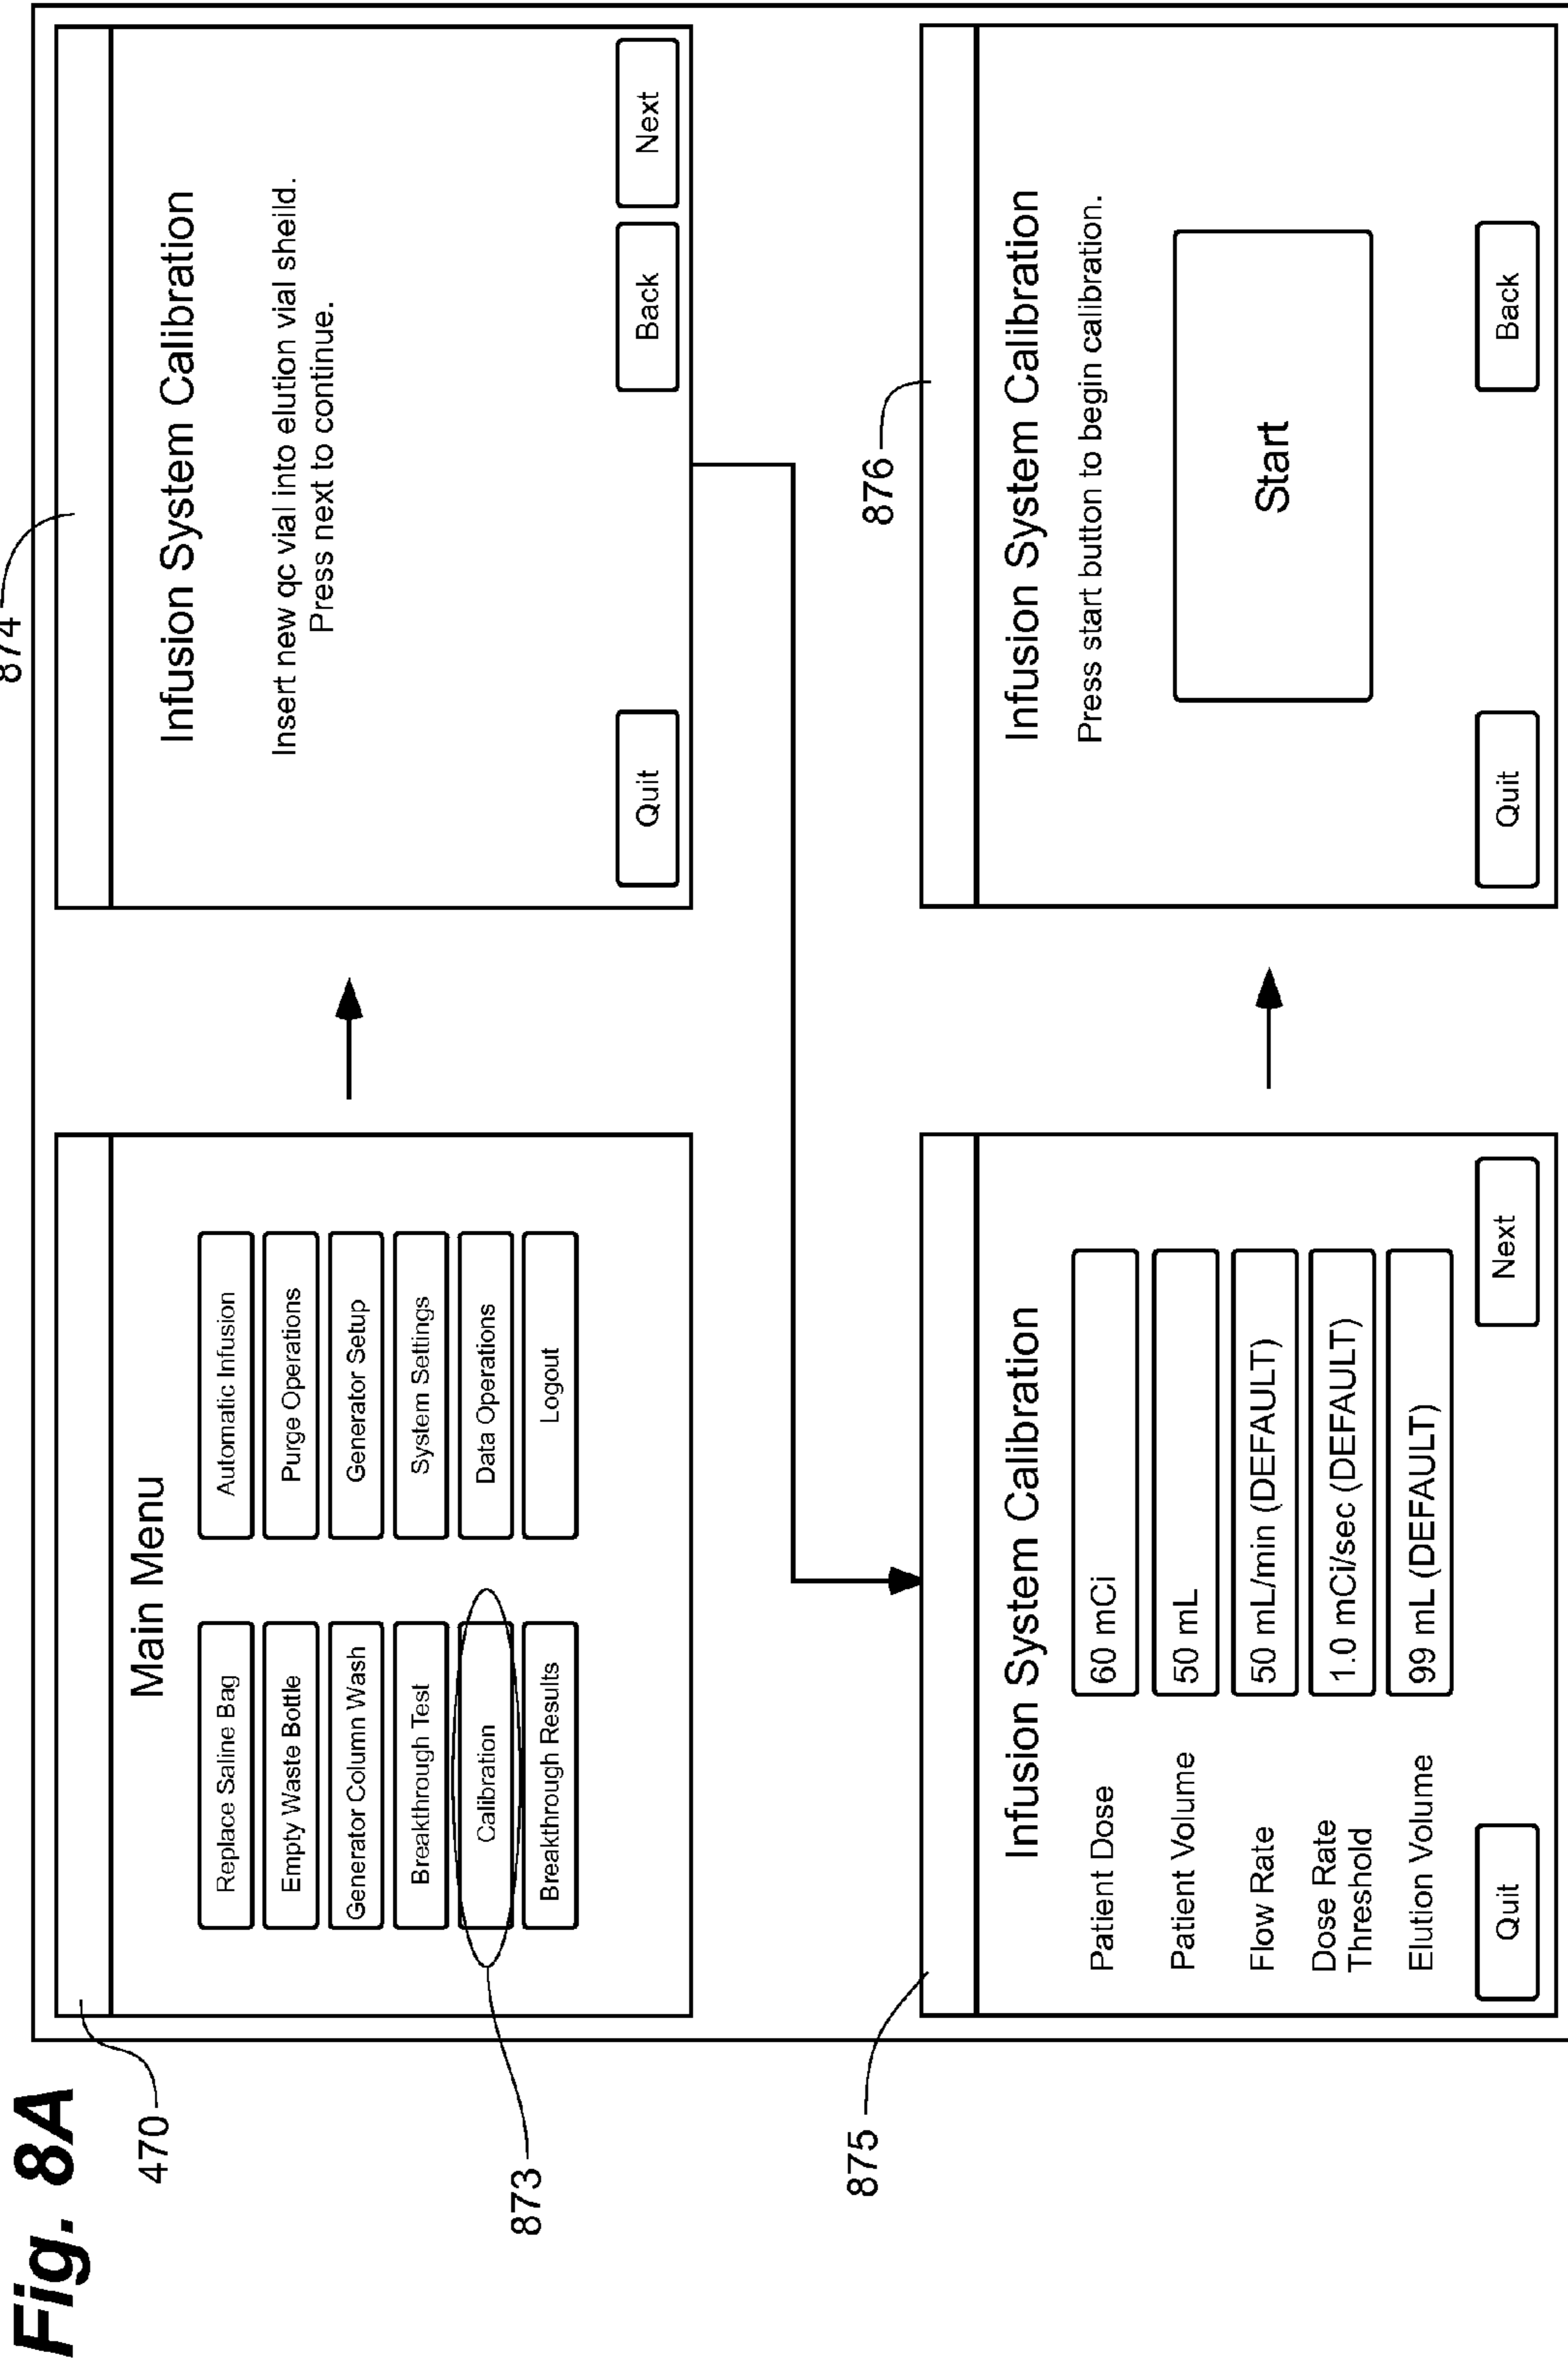 Fig. 8A
470
Main Menu
Replace Saline Bag
Automatic Infusion
Empty Waste Bottle
Purge Operations
Generator Column Wash
Generator Setup
Breakthrough Test
System Settings
Calibration
Data Operations
Breakthrough Results
Logout
873
874
Infusion System Calibration
Insert new qc vial into elution vial sheild.
Press next to continue.
Quit
Back
Next
875
Infusion System Calibration
Patient Dose
60 mCi
Patient Volume
50 mL
Flow Rate
50 mL/min (DEFAULT)
Dose Rate
Threshold
1.0 mCi/sec (DEFAULT)
Elution Volume
99 mL (DEFAULT)
Quit
Next
876
Infusion System Calibration
Press start button to begin calibration.
Start
Quit
Back